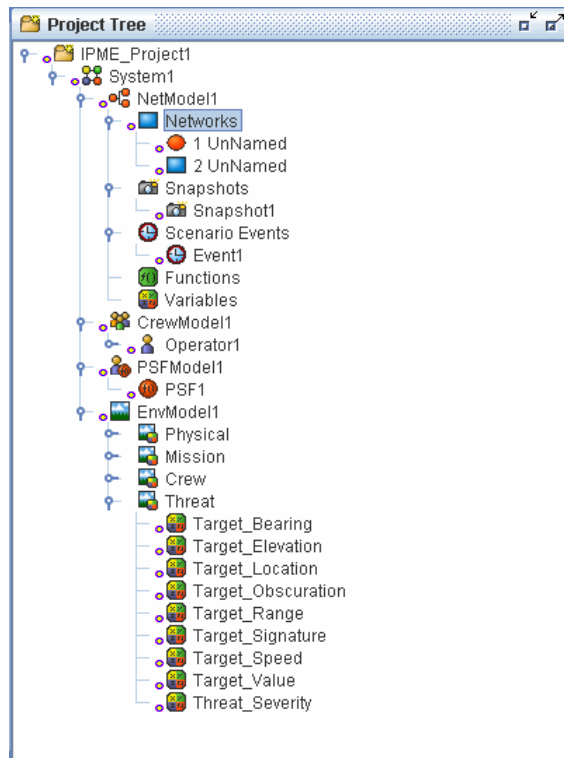 Project Tree
IPME_Project1
System1
NetModel1
Networks
1 UnNamed
2 UnNamed
Snapshots
Snapshot1
Scenario Events
Event1
Functions
Variables
CrewModel1
Operator1
PSFModel1
PSF1
EnvModel1
Physical
Mission
Crew
Threat
Target_Bearing
Target_Elevation
Target_Location
Target_Obscuration
Target_Range
Target_Signature
Target_Speed
Target_Value
Threat_Severity